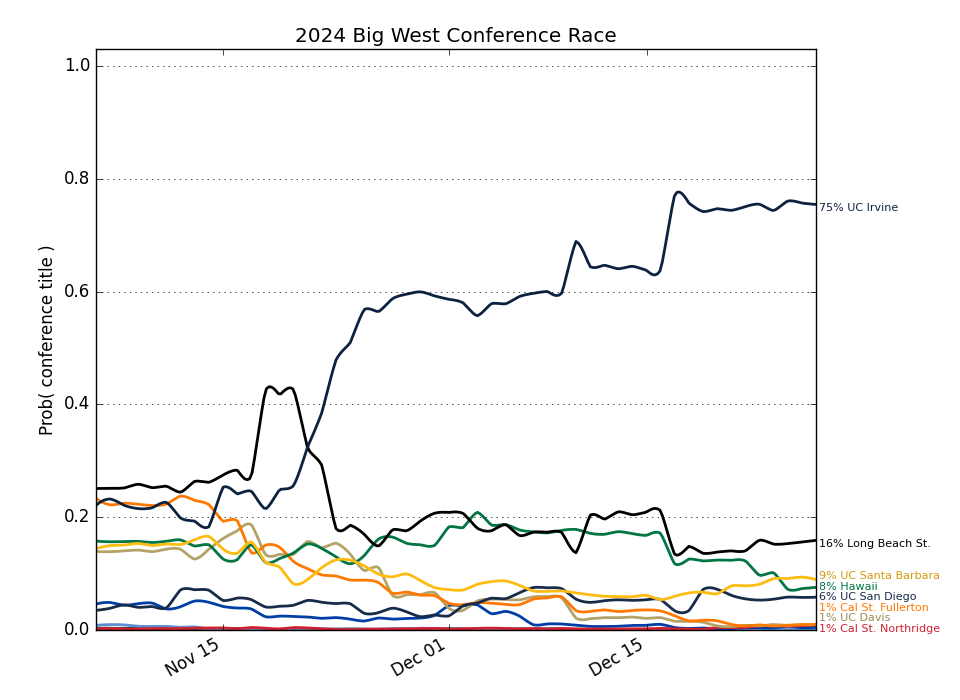 2024 Big West Conference Race
Prob( conference title )
1.0
0.8
0.6
0.4
0.2
0.0
Nov 15
Dec 01
Dec 15
75% UC Irvine
16% Long Beach St.
9% UC Santa Barbara
8% Hawaii
6% UC San Diego
1% Cal St. Fullerton
1% UC Davis
1% Cal St. Northridge